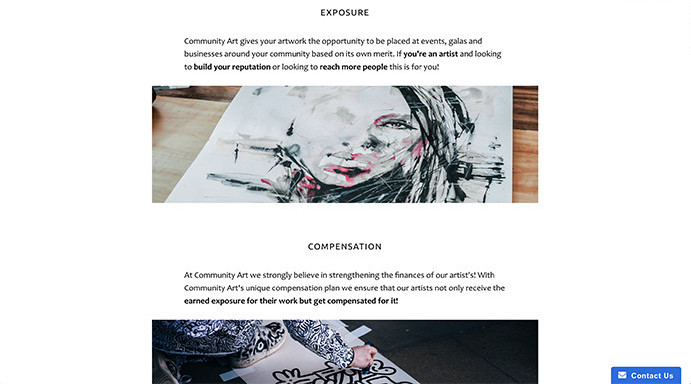 EXPOSURE
Community Art gives your artwork the opportunity to be placed at events, galas and
businesses around your community based on its own merit. If you're an artist and looking
to build your reputation or looking to reach more people this is for you!
COMPENSATION
At Community Art we strongly believe in strengthening the finances of our artist's! With
Community Art's unique compensation plan we ensure that our artists not only receive the
earned exposure for their work but get compensated for it!
Contact Us